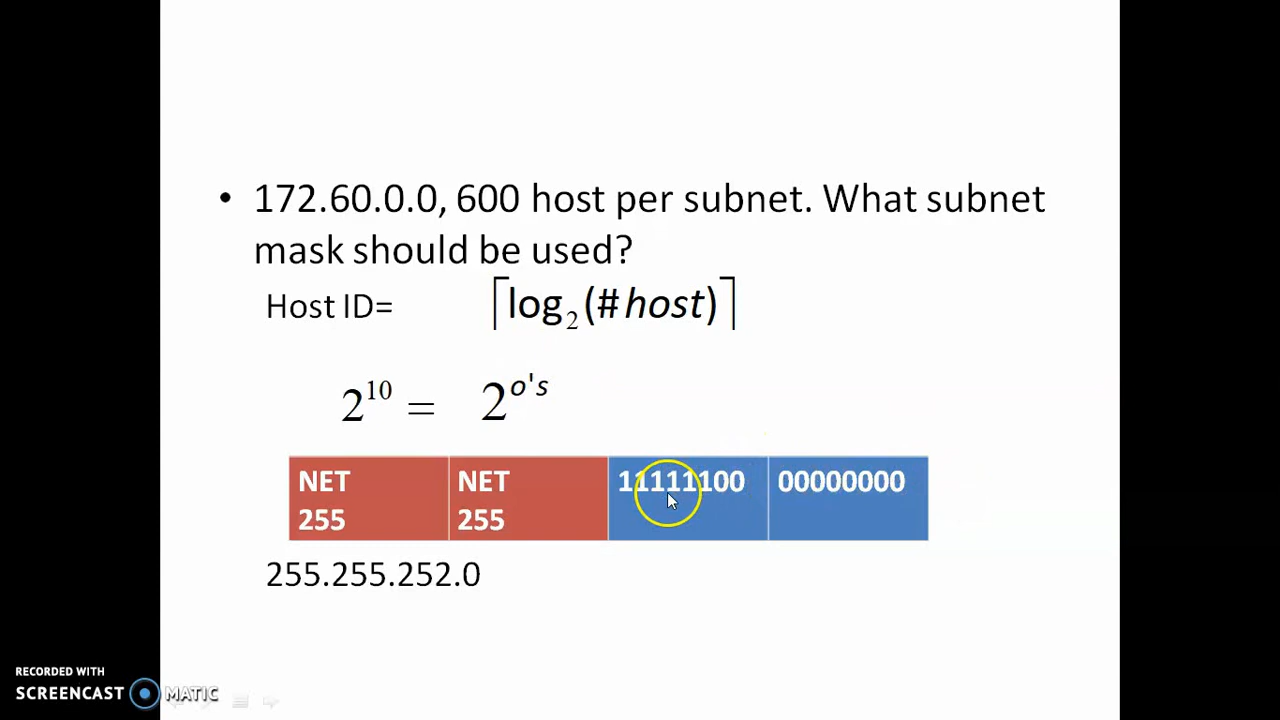 • 172.60.0.0, 600 host per subnet. What subnet
mask should be used?
Host ID= ⌈log₂(#host)⌉
2¹⁰ = 2ᵒ'ˢ
NET NET 11111100 00000000
255 255
255.255.252.0
RECORDED WITH
SCREENCAST MATIC